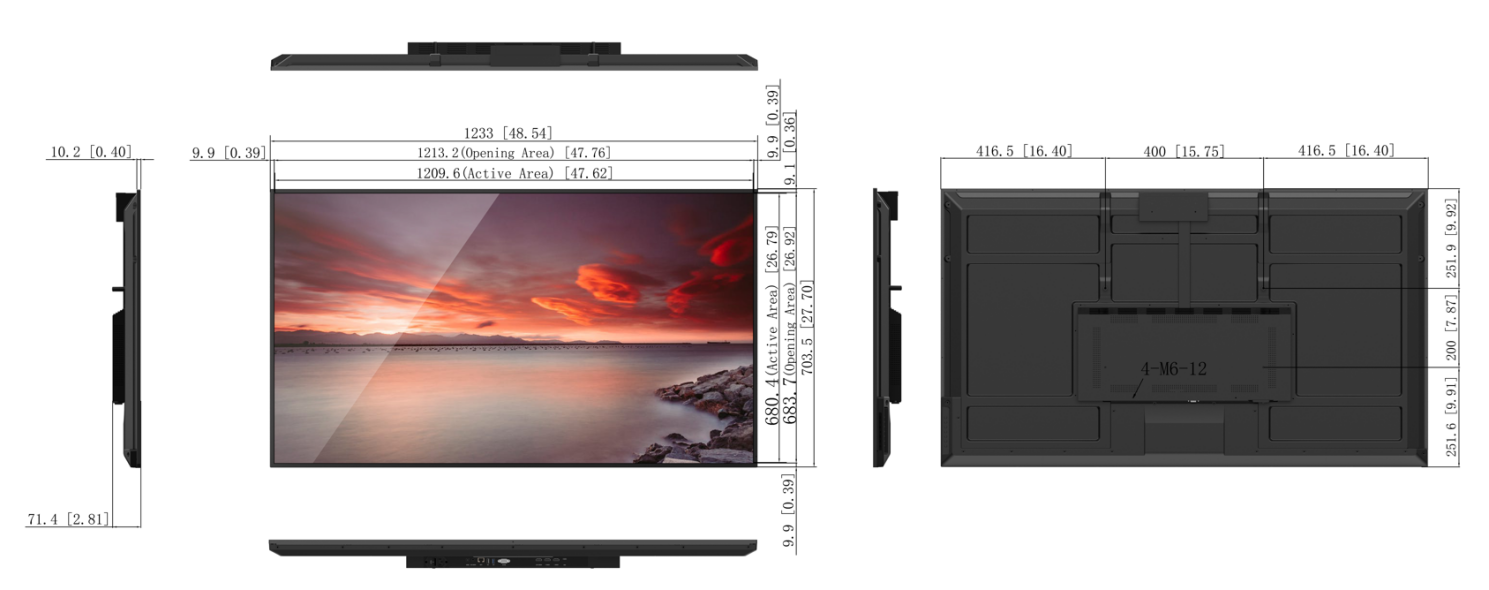 1233 [48.54]
10.2 [0.40]
9.9 [0.39]
1213.2(Opening Area) [47.76]
1209.6(Active Area) [47.62]
9.9 [0.39]
9.1 [0.36]
680.4(Active Area) [26.79]
683.7(Opening Area) [26.92]
703.5 [27.70]
9.9 [0.39]
71.4 [2.81]
416.5 [16.40]
400 [15.75]
416.5 [16.40]
251.9 [9.92]
200 [7.87]
251.6 [9.91]
4-M6-12